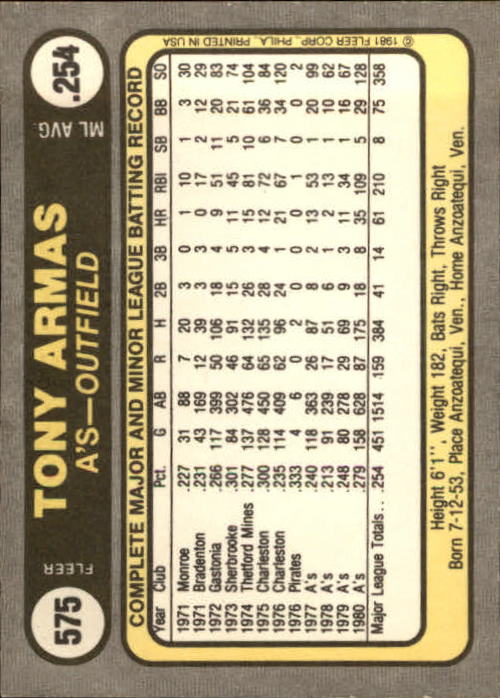 575
FLEER
TONY ARMAS
A'S—OUTFIELD
ML AVG.
.254
COMPLETE MAJOR AND MINOR LEAGUE BATTING RECORD
Year Club Pct. G AB R H 2B 3B HR RBI SB BB SO
1971 Monroe .227 31 88 7 20 3 0 1 10 1 3 30
1971 Bradenton .231 43 169 12 39 3 3 0 17 2 12 29
1972 Gastonia .266 117 399 50 106 18 4 9 51 11 20 83
1973 Sherbrooke .301 84 302 46 91 15 5 11 45 5 21 74
1974 Thetford Mines .277 137 476 64 132 26 3 15 81 10 61 104
1975 Charleston .300 128 450 65 135 28 4 12 72 6 36 84
1976 Charleston .235 114 409 62 96 24 1 21 67 7 34 120
1976 Pirates .333 4 6 0 2 0 0 0 1 0 0 2
1977 A's .240 118 363 26 87 8 2 13 53 1 20 99
1978 A's .213 91 239 17 51 6 1 2 13 1 10 62
1979 A's .248 80 278 29 69 9 3 11 34 1 16 67
1980 A's .279 158 628 87 175 18 8 35 109 5 29 128
Major League Totals . . .254 451 1514 159 384 41 14 61 210 8 75 358
Height 6'1'', Weight 182, Bats Right, Throws Right
Born 7-12-53, Place Anzoatequi, Ven., Home Anzoatequi, Ven.
© 1981 FLEER CORP., PHILA., PRINTED IN USA